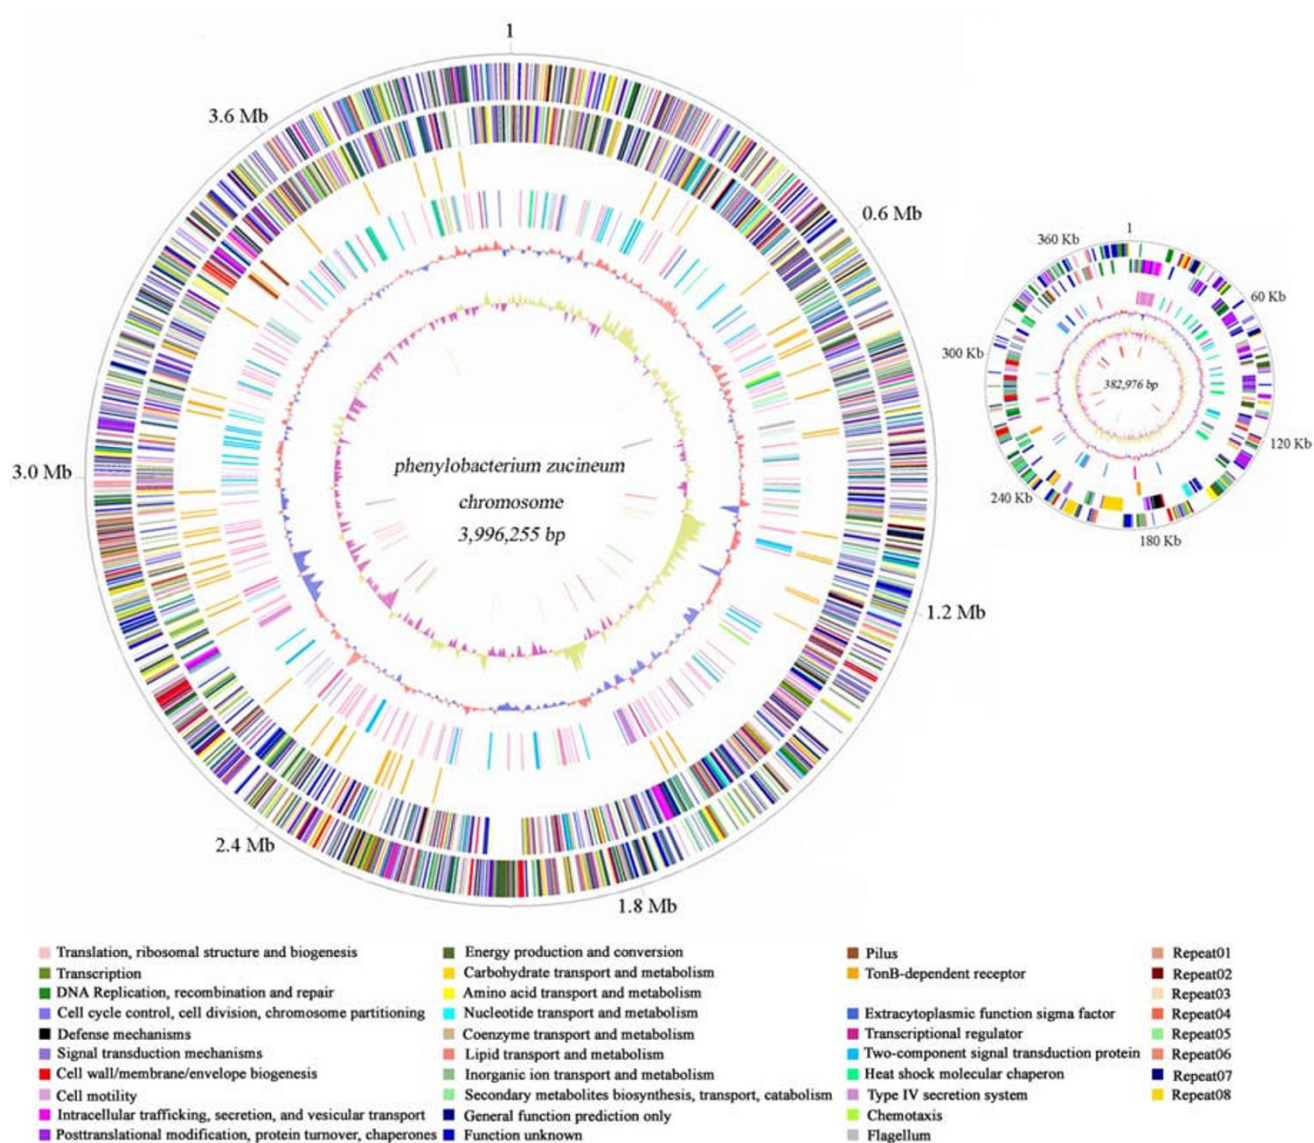 1
3.6 Mb
0.6 Mb
3.0 Mb
phenylobacterium zucineum
chromosome
3,996,255 bp
1.2 Mb
2.4 Mb
1.8 Mb
1
360 Kb
60 Kb
300 Kb
382,976 bp
120 Kb
240 Kb
180 Kb
Translation, ribosomal structure and biogenesis
Transcription
DNA Replication, recombination and repair
Cell cycle control, cell division, chromosome partitioning
Defense mechanisms
Signal transduction mechanisms
Cell wall/membrane/envelope biogenesis
Cell motility
Intracellular trafficking, secretion, and vesicular transport
Posttranslational modification, protein turnover, chaperones
Energy production and conversion
Carbohydrate transport and metabolism
Amino acid transport and metabolism
Nucleotide transport and metabolism
Coenzyme transport and metabolism
Lipid transport and metabolism
Inorganic ion transport and metabolism
Secondary metabolites biosynthesis, transport, catabolism
General function prediction only
Function unknown
Pilus
TonB-dependent receptor
Extracytoplasmic function sigma factor
Transcriptional regulator
Two-component signal transduction protein
Heat shock molecular chaperon
Type IV secretion system
Chemotaxis
Flagellum
Repeat01
Repeat02
Repeat03
Repeat04
Repeat05
Repeat06
Repeat07
Repeat08